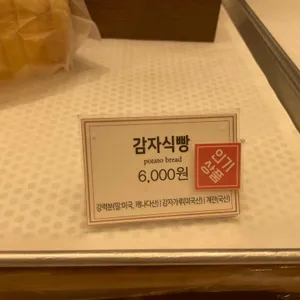 감자식빵
potato bread
6,000원
인기
상품
강력분(밀:미국, 캐나다산) | 감자가루(미국산) | 계란(국산)